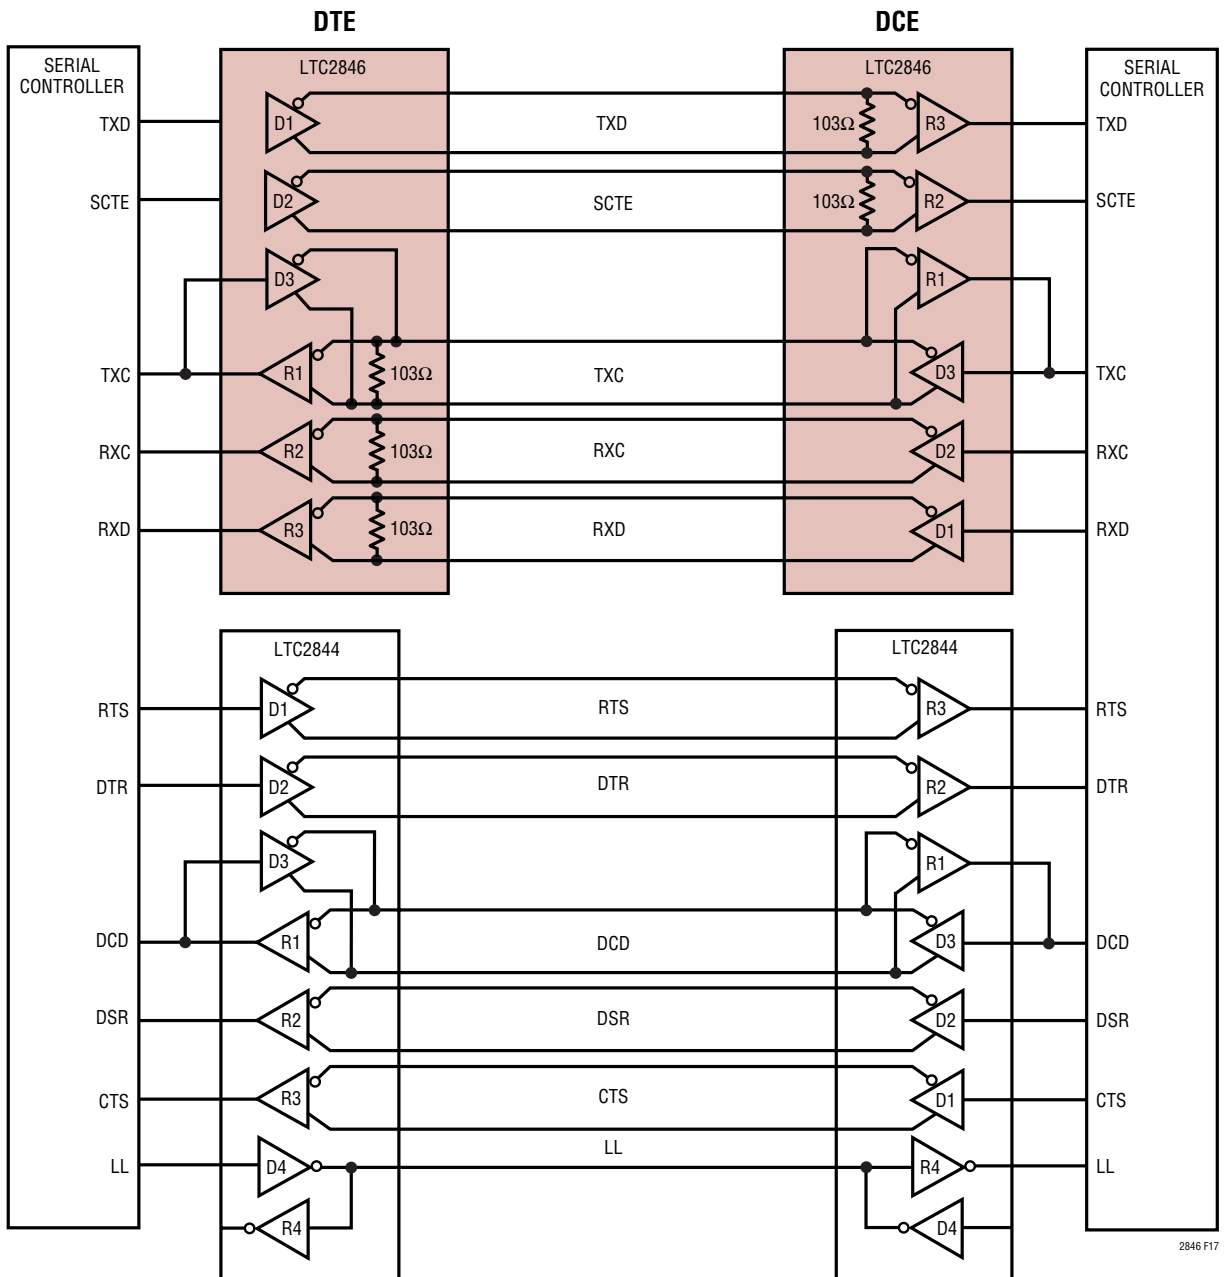 DTE
DCE
SERIAL
CONTROLLER
LTC2846
LTC2846
SERIAL
CONTROLLER
TXD
D1
TXD
103Ω
R3
TXD
SCTE
D2
SCTE
103Ω
R2
SCTE
D3
R1
TXC
R1
103Ω
TXC
D3
TXC
RXC
R2
103Ω
RXC
D2
RXC
RXD
R3
103Ω
RXD
D1
RXD
LTC2844
LTC2844
RTS
D1
RTS
R3
RTS
DTR
D2
DTR
R2
DTR
D3
R1
DCD
R1
DCD
D3
DCD
DSR
R2
DSR
D2
DSR
CTS
R3
CTS
D1
CTS
LL
D4
LL
R4
LL
R4
D4
2846 F17